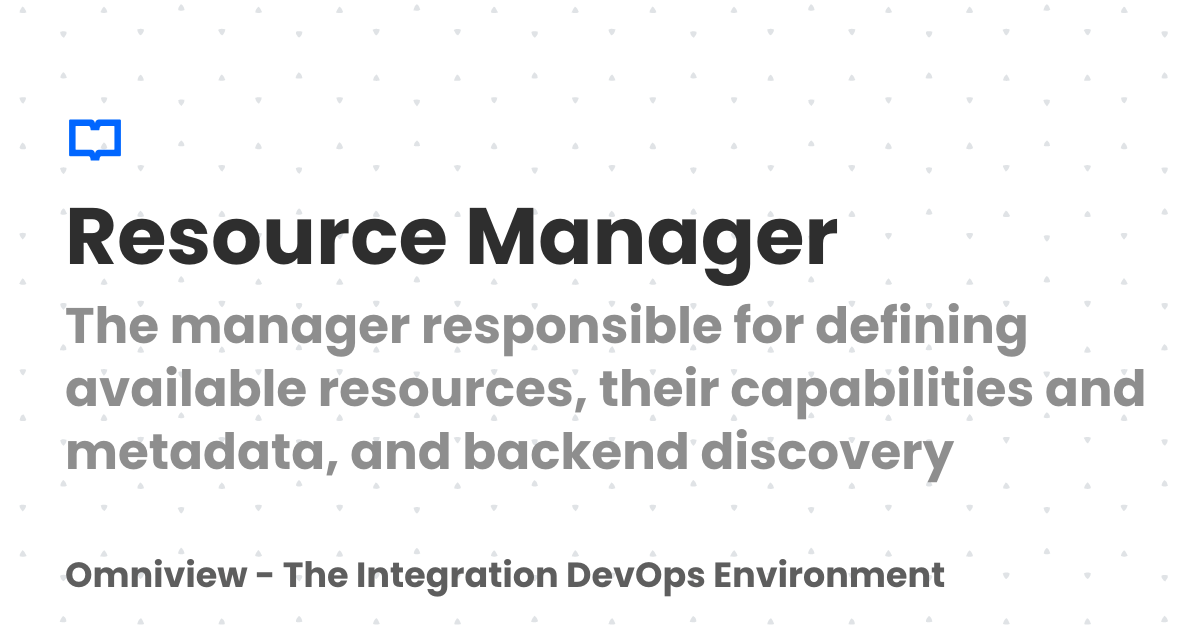 Resource Manager
The manager responsible for defining
available resources, their capabilities and
metadata, and backend discovery
Omniview - The Integration DevOps Environment